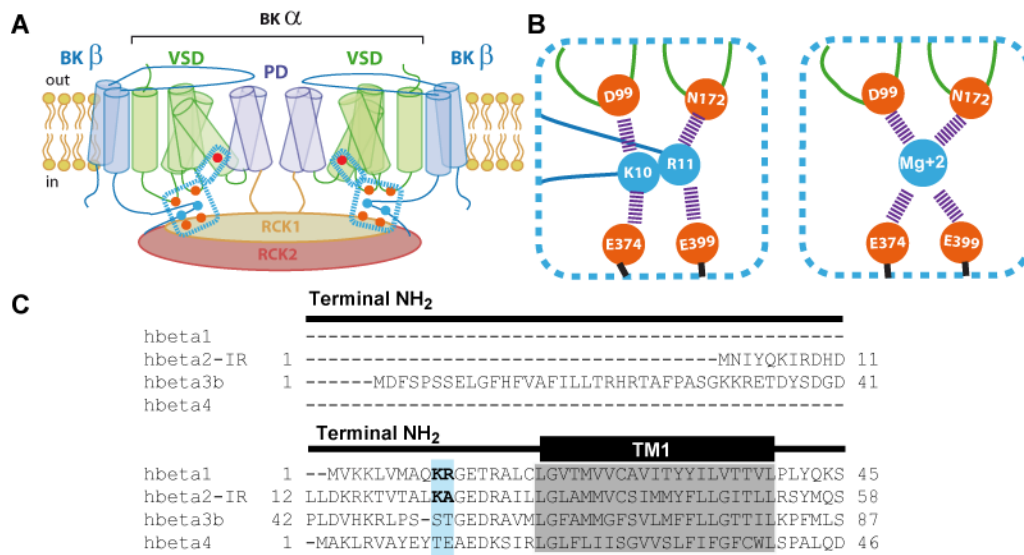 A
BK α
BK β VSD PD VSD BK β
out
in
RCK1
RCK2
B
D99 N172
K10 R11
E374 E399
D99 N172
Mg+2
E374 E399
C
Terminal NH2
hbeta1 ----------------------------------------------
hbeta2-IR 1 -----------------------------------MNIYQKIRDHD 11
hbeta3b 1 ------MDFSPSSELGFHFVAFILLTRHRTAFPASGKKRETDYSDGD 41
hbeta4 ----------------------------------------------
Terminal NH2 TM1
hbeta1 1 --MVKKLVMAQKRGETRALCLGVTMVVCAVITYYILVTTVLPLYQKS 45
hbeta2-IR 12 LLDKRKTVTALKAGEDRAILLGLAMMVCSIMMYFLLGITLLRSYMQS 58
hbeta3b 42 PLDVHKRLPS-STGEDRAVMLGFAMMGFSVLMFFLLGTTILKPFMLS 87
hbeta4 1 -MAKLRVAYEYTEAEDKSIRLGLFLIISGVVSLFIFGFCWLSPALQD 46